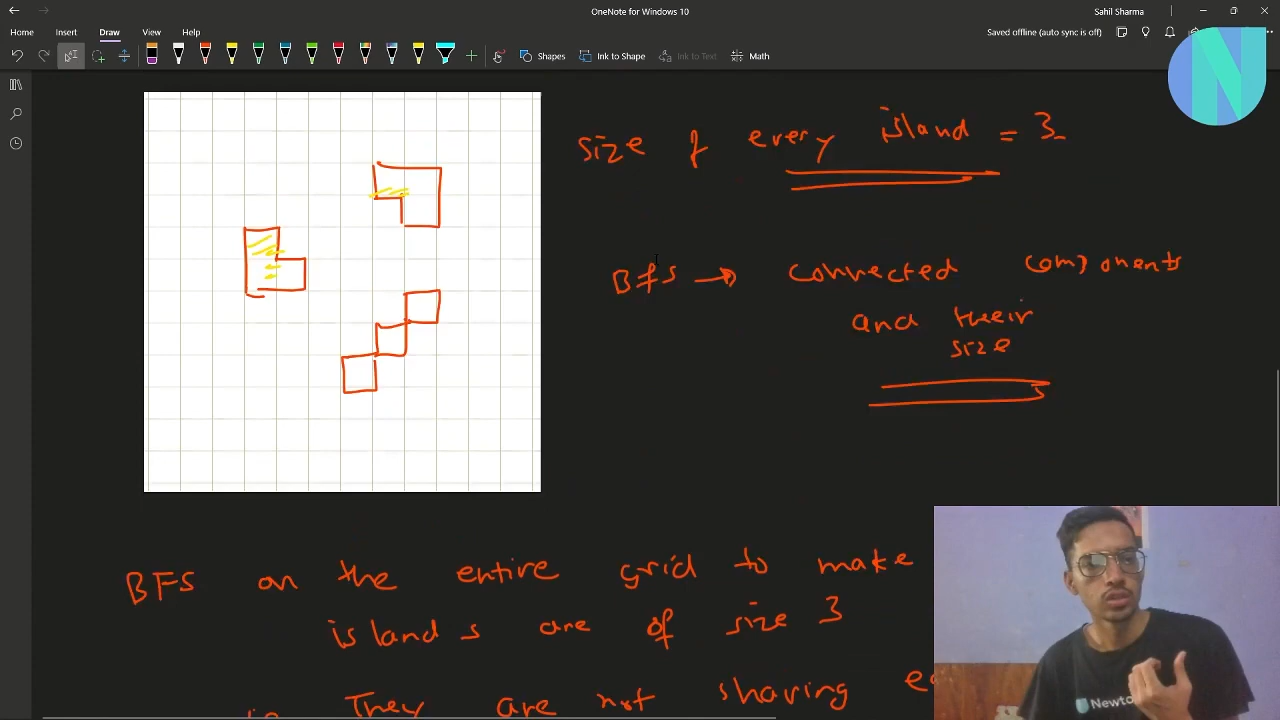 OneNote for Windows 10
Sahil Sharma
Home Insert Draw View Help
Saved offline (auto sync is off)
Shapes Ink to Shape Ink to Text Math
size of every island = 3
Bfs → connected components
and their
size
BFS on the entire grid to make
islands are of size 3
They are not sharing
Newto